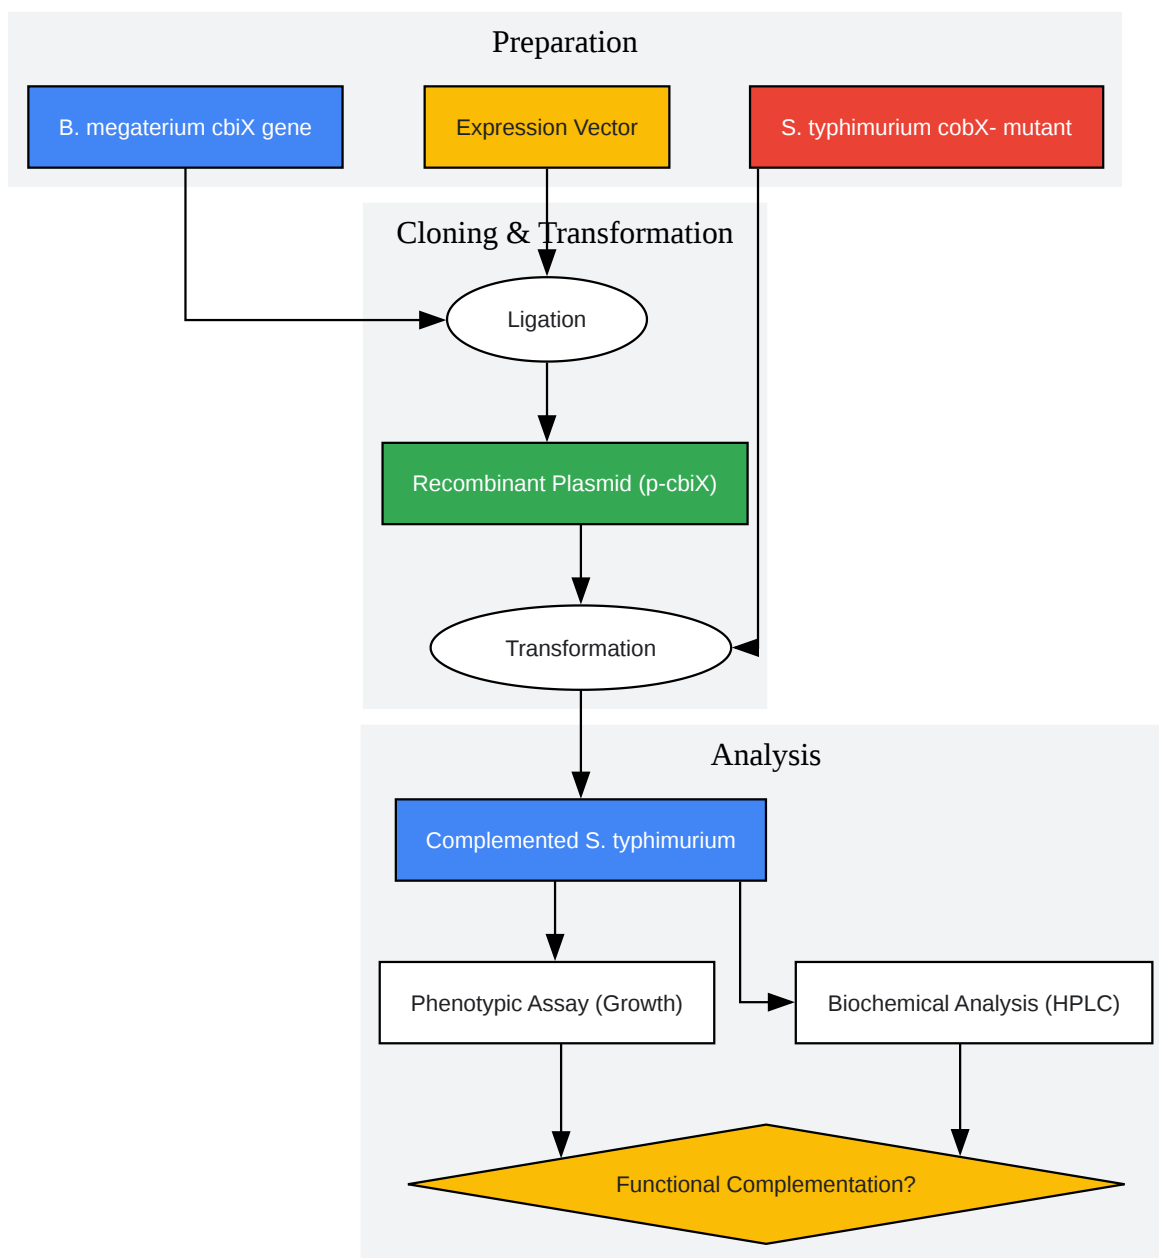 Preparation
B. megaterium cbiX gene
Expression Vector
S. typhimurium cobX- mutant
Cloning & Transformation
Ligation
Recombinant Plasmid (p-cbiX)
Transformation
Analysis
Complemented S. typhimurium
Phenotypic Assay (Growth)
Biochemical Analysis (HPLC)
Functional Complementation?